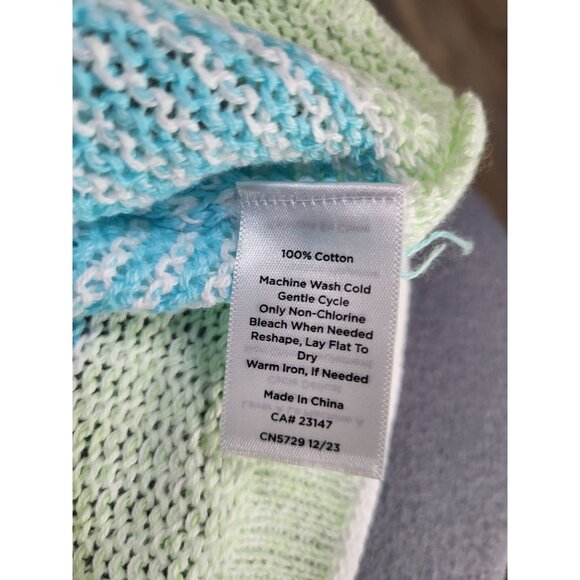 100% Cotton
Machine Wash Cold
Gentle Cycle
Only Non-Chlorine
Bleach When Needed
Reshape, Lay Flat To
Dry
Warm Iron, If Needed
Made In China
CA# 23147
CN5729 12/23